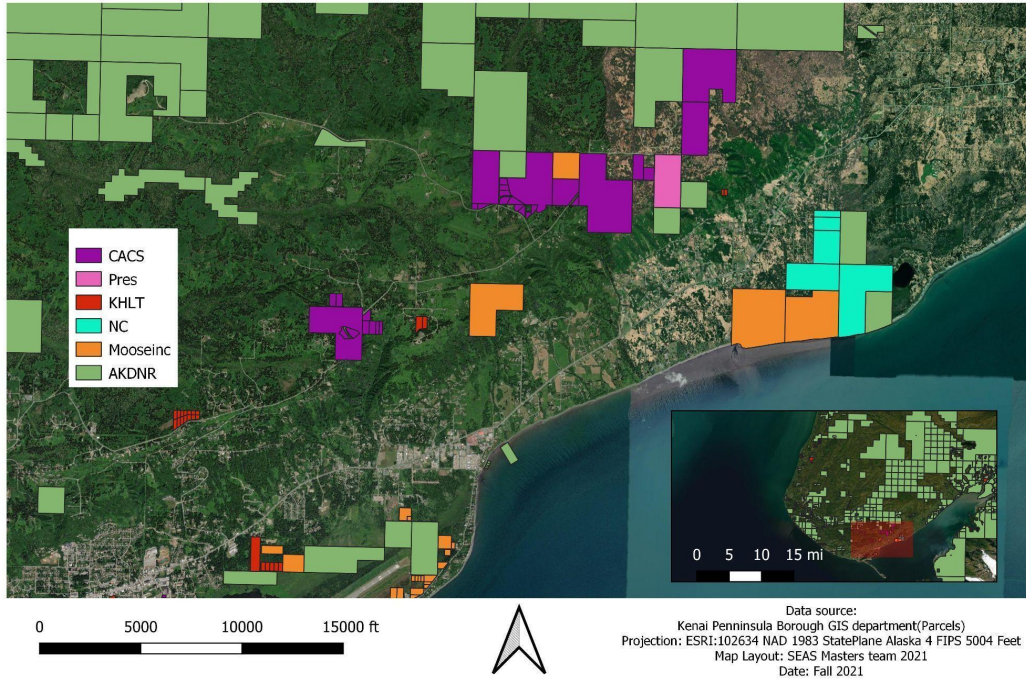 CACS
Pres
KHLT
NC
Mooseinc
AKDNR
0 5 10 15 mi
0 5000 10000 15000 ft
Data source:
Kenai Penninsula Borough GIS department(Parcels)
Projection: ESRI:102634 NAD 1983 StatePlane Alaska 4 FIPS 5004 Feet
Map Layout: SEAS Masters team 2021
Date: Fall 2021